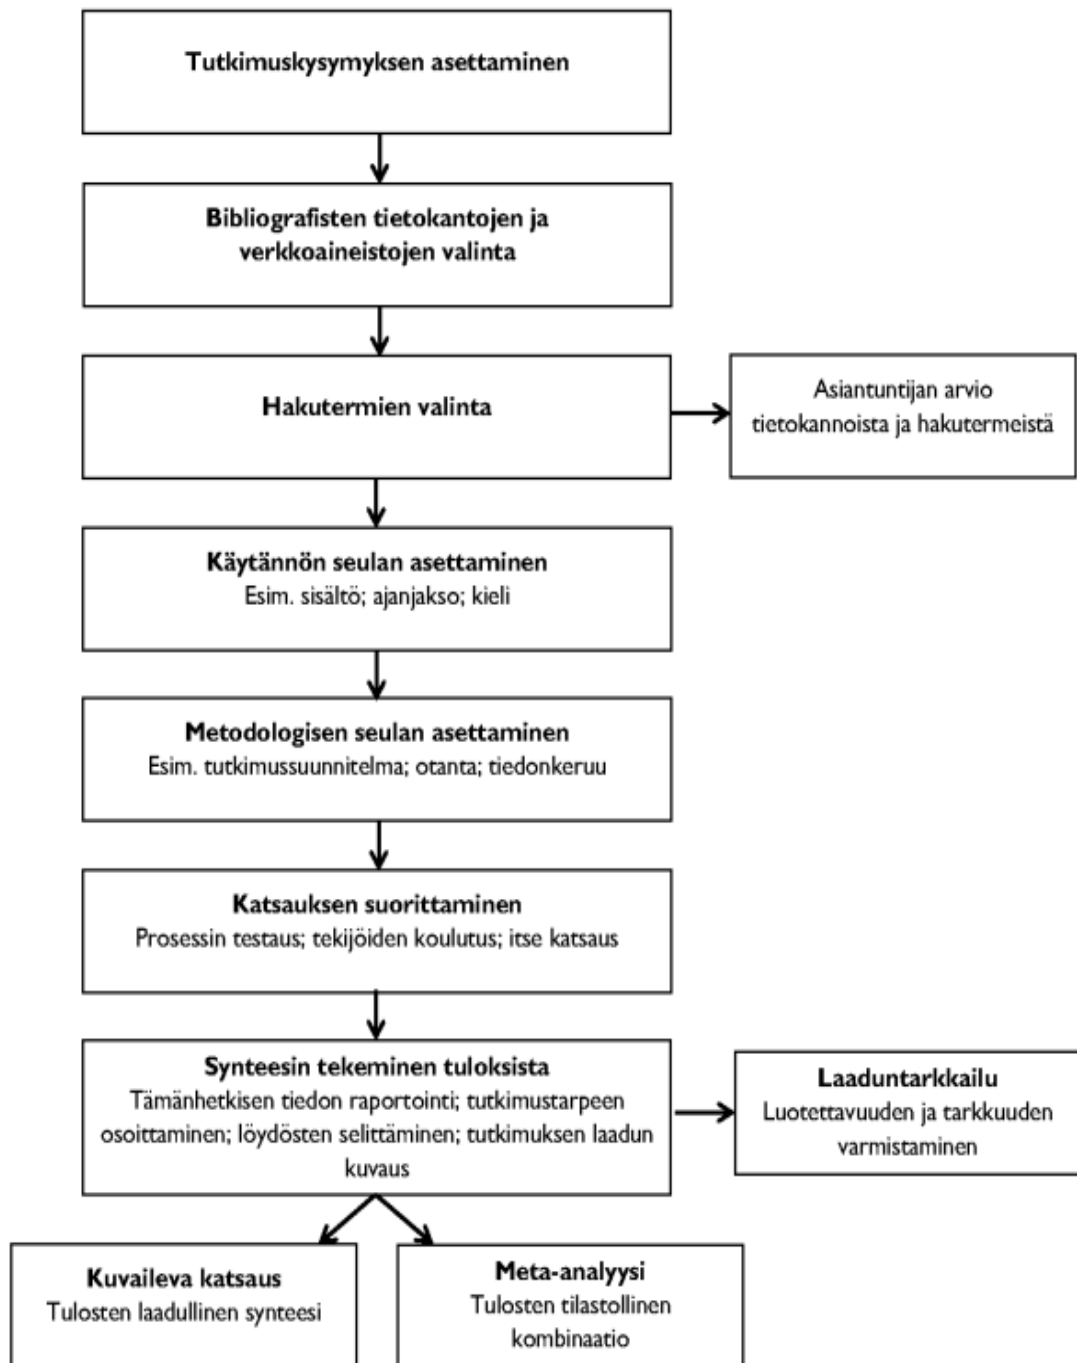 Tutkimuskysymyksen asettaminen
Bibliografisten tietokantojen ja
verkkoaineistojen valinta
Hakutermien valinta
Asiantuntijan arvio
tietokannoista ja hakutermeistä
Käytännön seulan asettaminen
Esim. sisältö; ajanjakso; kieli
Metodologisen seulan asettaminen
Esim. tutkimussuunnitelma; otanta; tiedonkeruu
Katsauksen suorittaminen
Prosessin testaus; tekijöiden koulutus; itse katsaus
Synteesin tekeminen tuloksista
Tämänhetkisen tiedon raportointi; tutkimustarpeen
osoittaminen; löydösten selittäminen; tutkimuksen laadun
kuvaus
Laaduntarkkailu
Luotettavuuden ja tarkkuuden
varmistaminen
Kuvaileva katsaus
Tulosten laadullinen synteesi
Meta-analyysi
Tulosten tilastollinen
kombinaatio